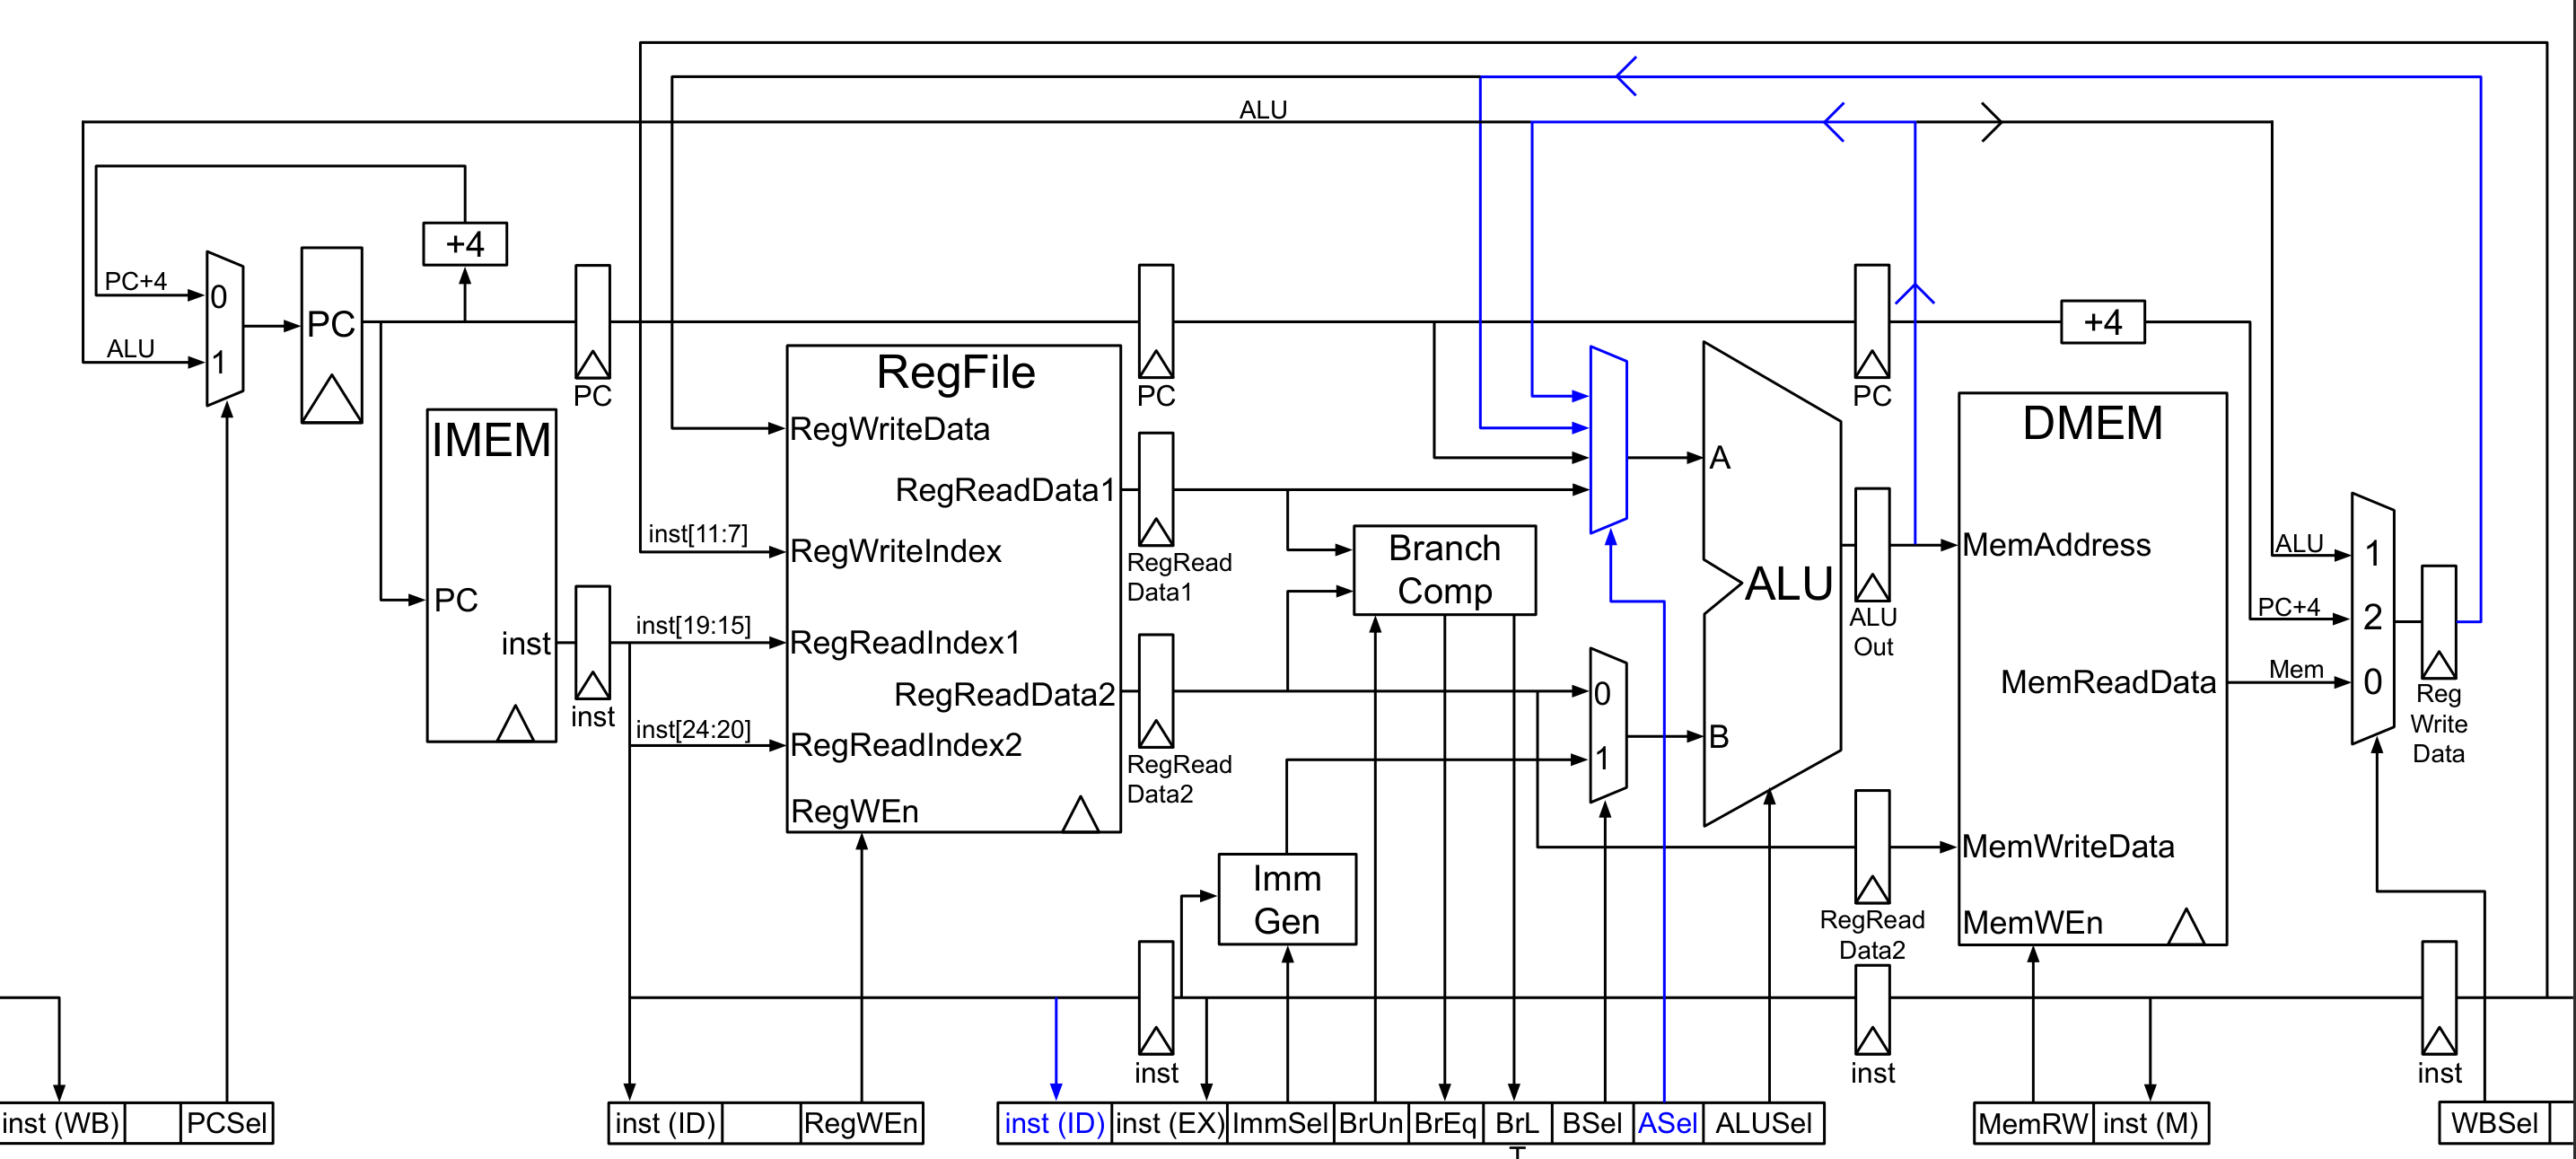 ALU
+4
PC+4
0
PC
ALU
1
PC
IMEM
PC
inst
inst
RegFile
RegWriteData
RegReadData1
inst[11:7]
RegWriteIndex
inst[19:15]
RegReadIndex1
RegReadData2
inst[24:20]
RegReadIndex2
RegWEn
PC
RegRead
Data1
RegRead
Data2
Branch
Comp
Imm
Gen
inst
0
1
A
ALU
B
PC
ALU
Out
RegRead
Data2
inst
+4
DMEM
MemAddress
MemReadData
MemWriteData
MemWEn
ALU
1
PC+4
2
Mem
0
Reg
Write
Data
inst
inst (WB)
PCSel
inst (ID)
RegWEn
inst (ID)
inst (EX)
ImmSel
BrUn
BrEq
BrL
T
BSel
ASel
ALUSel
MemRW
inst (M)
WBSel